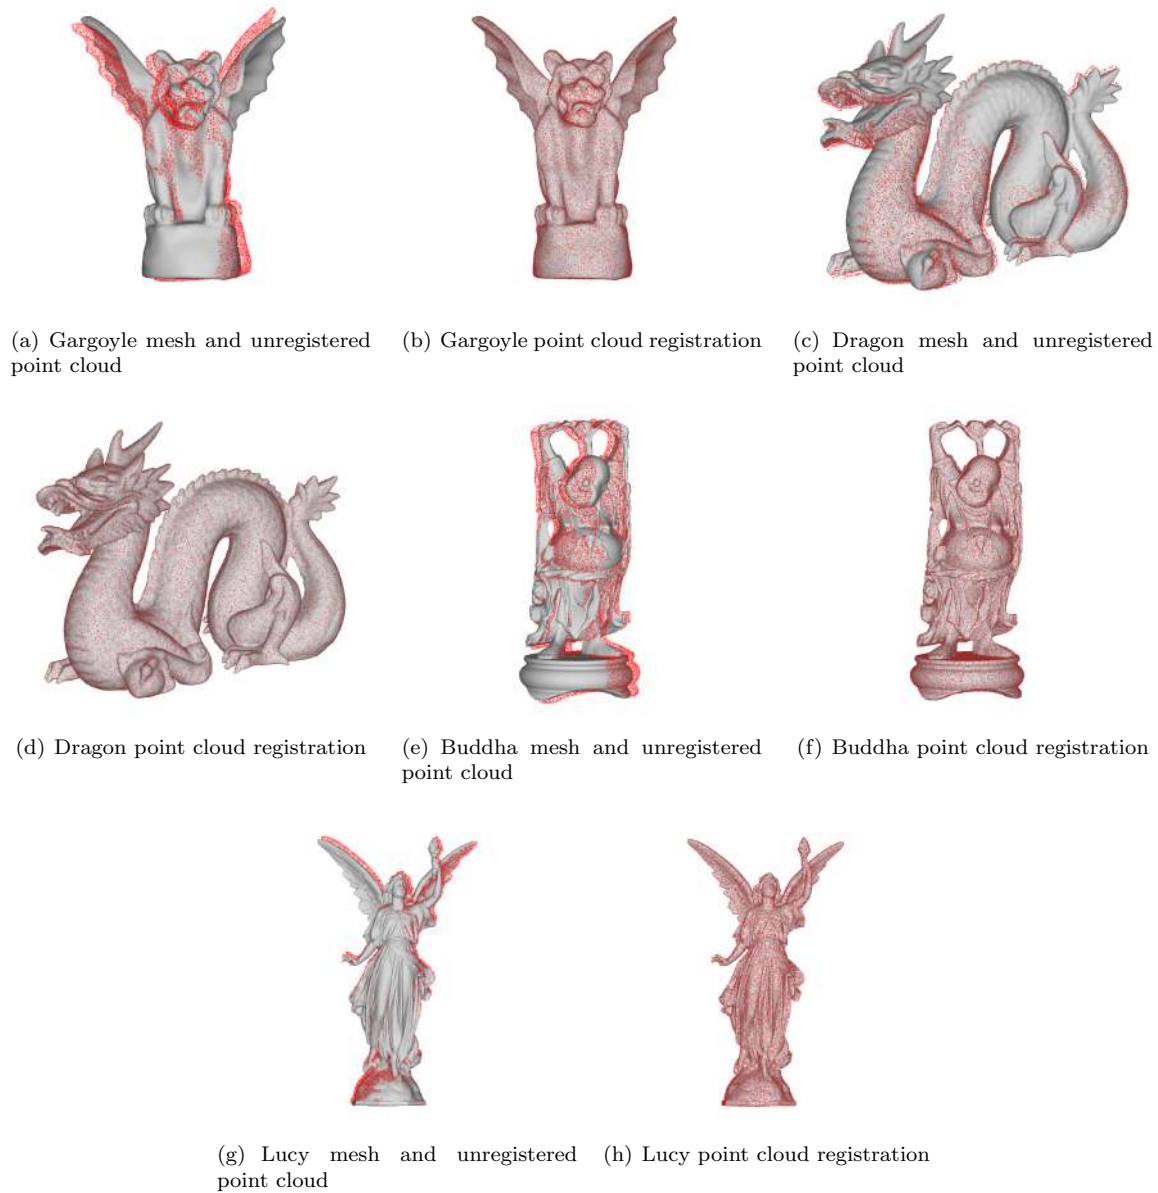 (a) Gargoyle mesh and unregistered
point cloud
(b) Gargoyle point cloud registration
(c) Dragon mesh and unregistered
point cloud
(d) Dragon point cloud registration
(e) Buddha mesh and unregistered
point cloud
(f) Buddha point cloud registration
(g) Lucy mesh and unregistered
point cloud
(h) Lucy point cloud registration